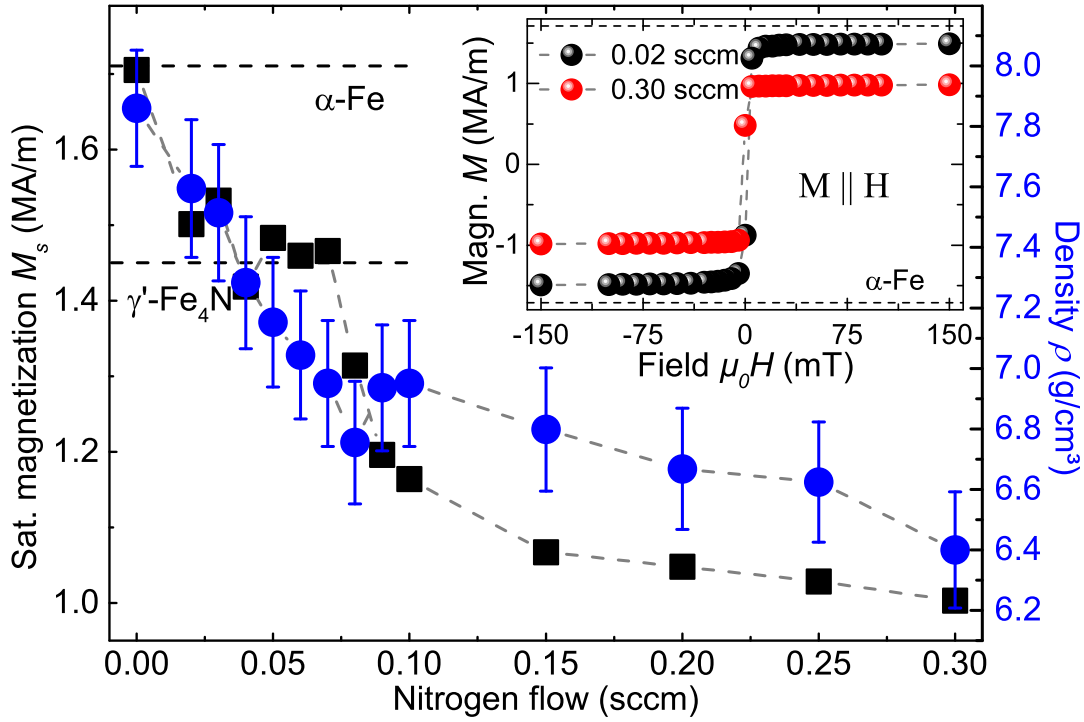 Sat. magnetization Mₛ (MA/m)
1.6
1.4
1.2
1.0
α-Fe
γ'-Fe₄N
0.00
0.05
0.10
0.15
0.20
0.25
0.30
Nitrogen flow (sccm)
8.0
7.8
7.6
7.4
7.2
7.0
6.8
6.6
6.4
6.2
Density ρ (g/cm³)
Magn. M (MA/m)
1
0
-1
0.02 sccm
0.30 sccm
M || H
α-Fe
-150
-75
0
75
150
Field μ₀H (mT)